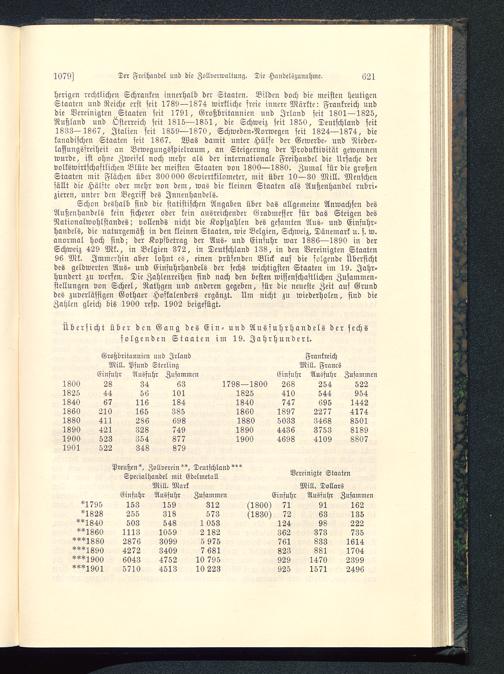 1079] Der Freihandel und die Zollverwaltung. Die Handelszunahme. 621
herigen rechtlichen Schranken innerhalb der Staaten. Bilden doch die meisten heutigen
Staaten und Reiche erst seit 1789—1874 wirkliche freie innere Märkte: Frankreich und
die Vereinigten Staaten seit 1791, Großbritannien und Irland seit 1801—1825,
Rußland und Österreich seit 1815—1851, die Schweiz seit 1850, Deutschland seit
1833—1867, Italien seit 1859—1870, Schweden-Norwegen seit 1824—1874, die
kanadischen Staaten seit 1867. Was damit unter Hülfe der Gewerbe- und Nieder-
lassungsfreiheit an Bewegungsspielraum, an Steigerung der Produktivität gewonnen
wurde, ist ohne Zweifel noch mehr als der internationale Freihandel die Ursache der
volkswirtschaftlichen Blüte der meisten Staaten von 1800—1880. Zumal für die großen
Staaten mit Flächen über 300 000 Geviertkilometer, mit über 10—30 Mill. Menschen
fällt die Hälfte oder mehr von dem, was die kleinen Staaten als Außenhandel rubri-
zieren, unter den Begriff des Innenhandels.
Schon deshalb sind die statistischen Angaben über das allgemeine Anwachsen des
Außenhandels kein sicherer oder kein ausreichender Gradmesser für das Steigen des
Nationalwohlstandes; vollends nicht die Kopfzahlen des gesamten Aus- und Einfuhr-
handels, die naturgemäß in den kleinen Staaten, wie Belgien, Schweiz, Dänemark u. s. w.
anormal hoch sind; der Kopfbetrag der Aus- und Einfuhr war 1886—1890 in der
Schweiz 429 Mk., in Belgien 372, in Deutschland 138, in den Vereinigten Staaten
96 Mk. Immerhin aber lohnt es, einen prüfenden Blick auf die folgende Übersicht
des geldwerten Aus- und Einfuhrhandels der sechs wichtigsten Staaten im 19. Jahr-
hundert zu werfen. Die Zahlenreihen sind nach den besten wissenschaftlichen Zusammen-
stellungen von Scheel, Rathgen und anderen gegeben, für die neueste Zeit auf Grund
des zuverlässigen Gothaer Hofkalenders ergänzt. Um nicht zu wiederholen, sind die
Zahlen gleich bis 1900 resp. 1902 beigefügt.
Übersicht über den Gang des Ein- und Ausfuhrhandels der sechs
folgenden Staaten im 19. Jahrhundert.
Großbritannien und Irland Frankreich
Mill. Pfund Sterling Mill. Francs
Einfuhr Ausfuhr Zusammen Einfuhr Ausfuhr Zusammen
1800 28 34 63 1798—1800 268 254 522
1825 44 56 101 1825 410 544 954
1840 67 116 184 1840 747 695 1442
1860 210 165 385 1860 1897 2277 4174
1880 411 286 698 1880 5033 3468 8501
1890 421 328 749 1890 4436 3753 8189
1900 523 354 877 1900 4698 4109 8807
1901 522 348 879
Preußen*, Zollverein**, Deutschland*** Vereinigte Staaten
Spezialhandel mit Edelmetall
Mill. Mark Mill. Dollars
Einfuhr Ausfuhr Zusammen Einfuhr Ausfuhr Zusammen
*1795 153 159 312 (1800) 71 91 162
*1828 255 318 573 (1830) 72 63 135
**1840 503 548 1 053 124 98 222
**1860 1113 1059 2 182 362 373 735
***1880 2876 3099 5 975 761 833 1614
***1890 4272 3409 7 681 823 881 1704
***1900 6043 4752 10 795 929 1470 2399
***1901 5710 4513 10 223 925 1571 2496